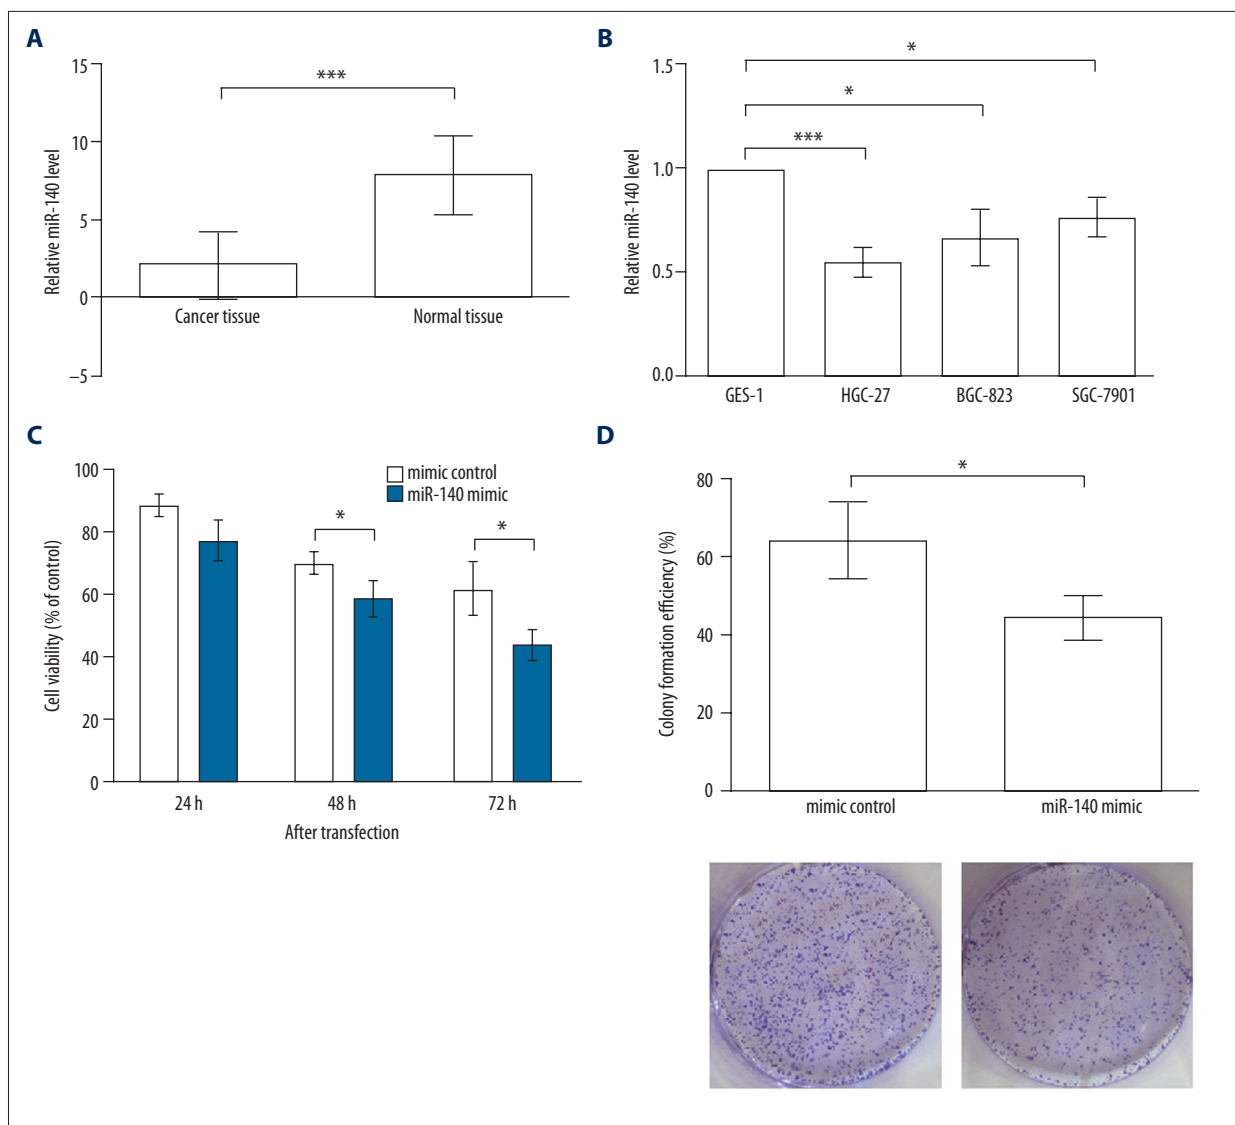 A
15
10
5
0
−5
Relative miR-140 level
***
Cancer tissue
Normal tissue
B
1.5
1.0
0.5
0.0
Relative miR-140 level
*
*
***
GES-1
HGC-27
BGC-823
SGC-7901
C
100
80
60
40
20
0
Cell viability (% of control)
mimic control
miR-140 mimic
*
*
24 h
48 h
72 h
After transfection
D
80
60
40
20
0
Colony formation efficiency (%)
*
mimic control
miR-140 mimic